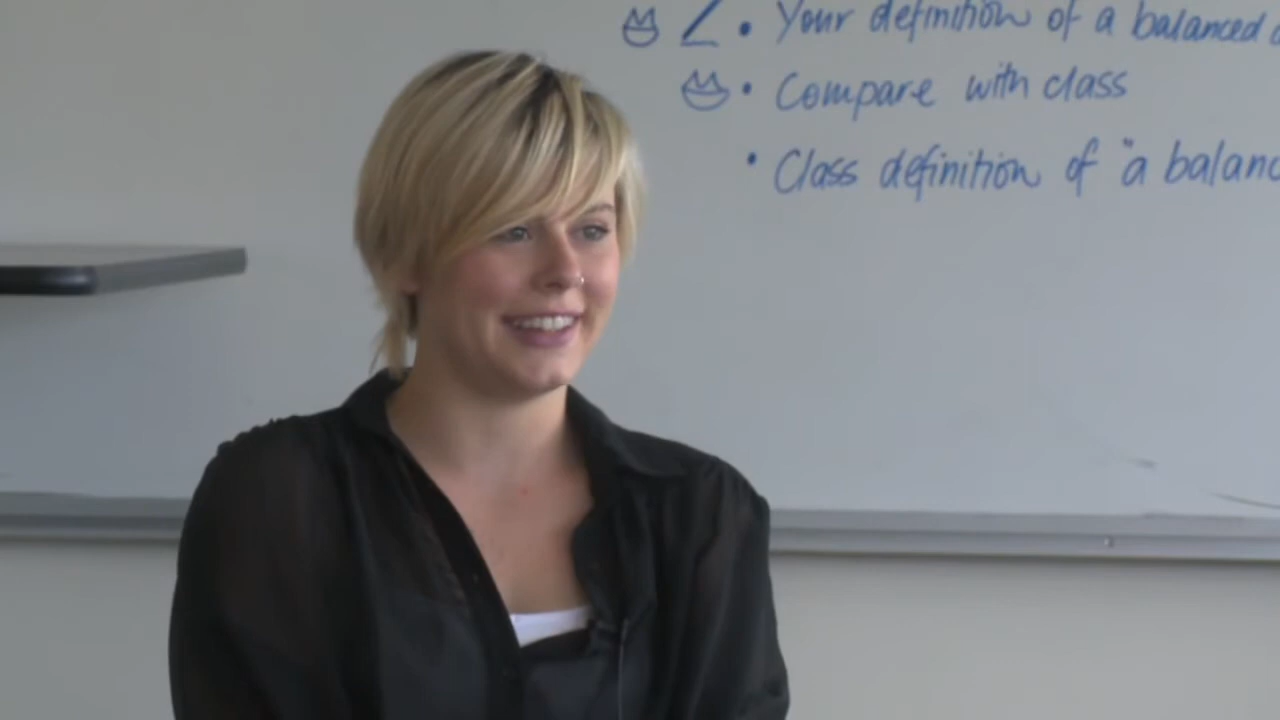 • Your definition of a balanced
• Compare with class
• Class definition of "a balanc